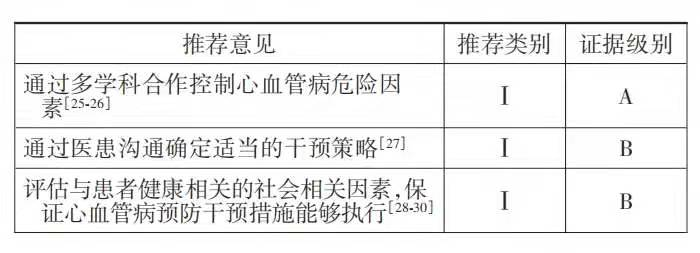 推荐意见 推荐类别 证据级别
通过多学科合作控制心血管病危险因
素[25-26] Ⅰ A
通过医患沟通确定适当的干预策略[27] Ⅰ B
评估与患者健康相关的社会相关因素,保
证心血管病预防干预措施能够执行[28-30] Ⅰ B